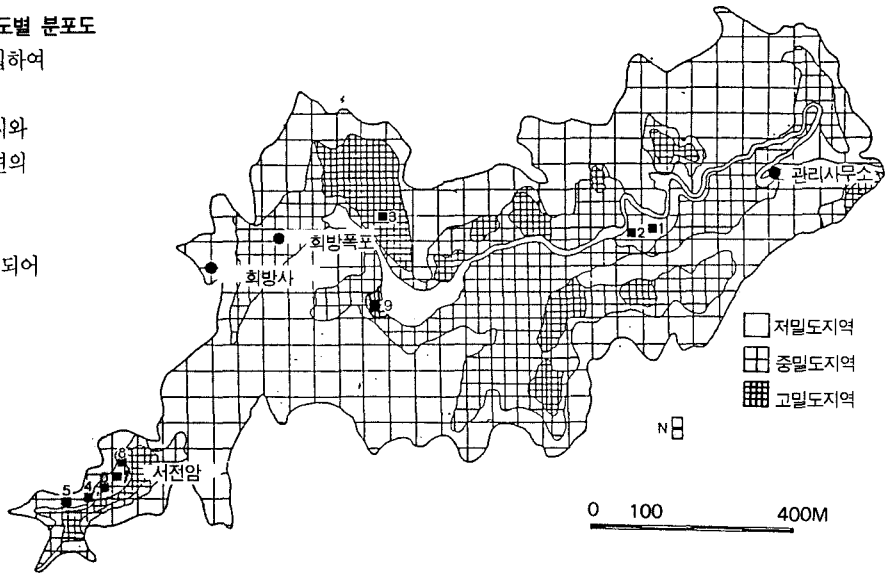 도별 분포도
하여
와
의
되어
관리사무소
회방폭포
회방사
서전암
3
2
1
9
8
7
4
5
저밀도지역
중밀도지역
고밀도지역
N
0 100 400M